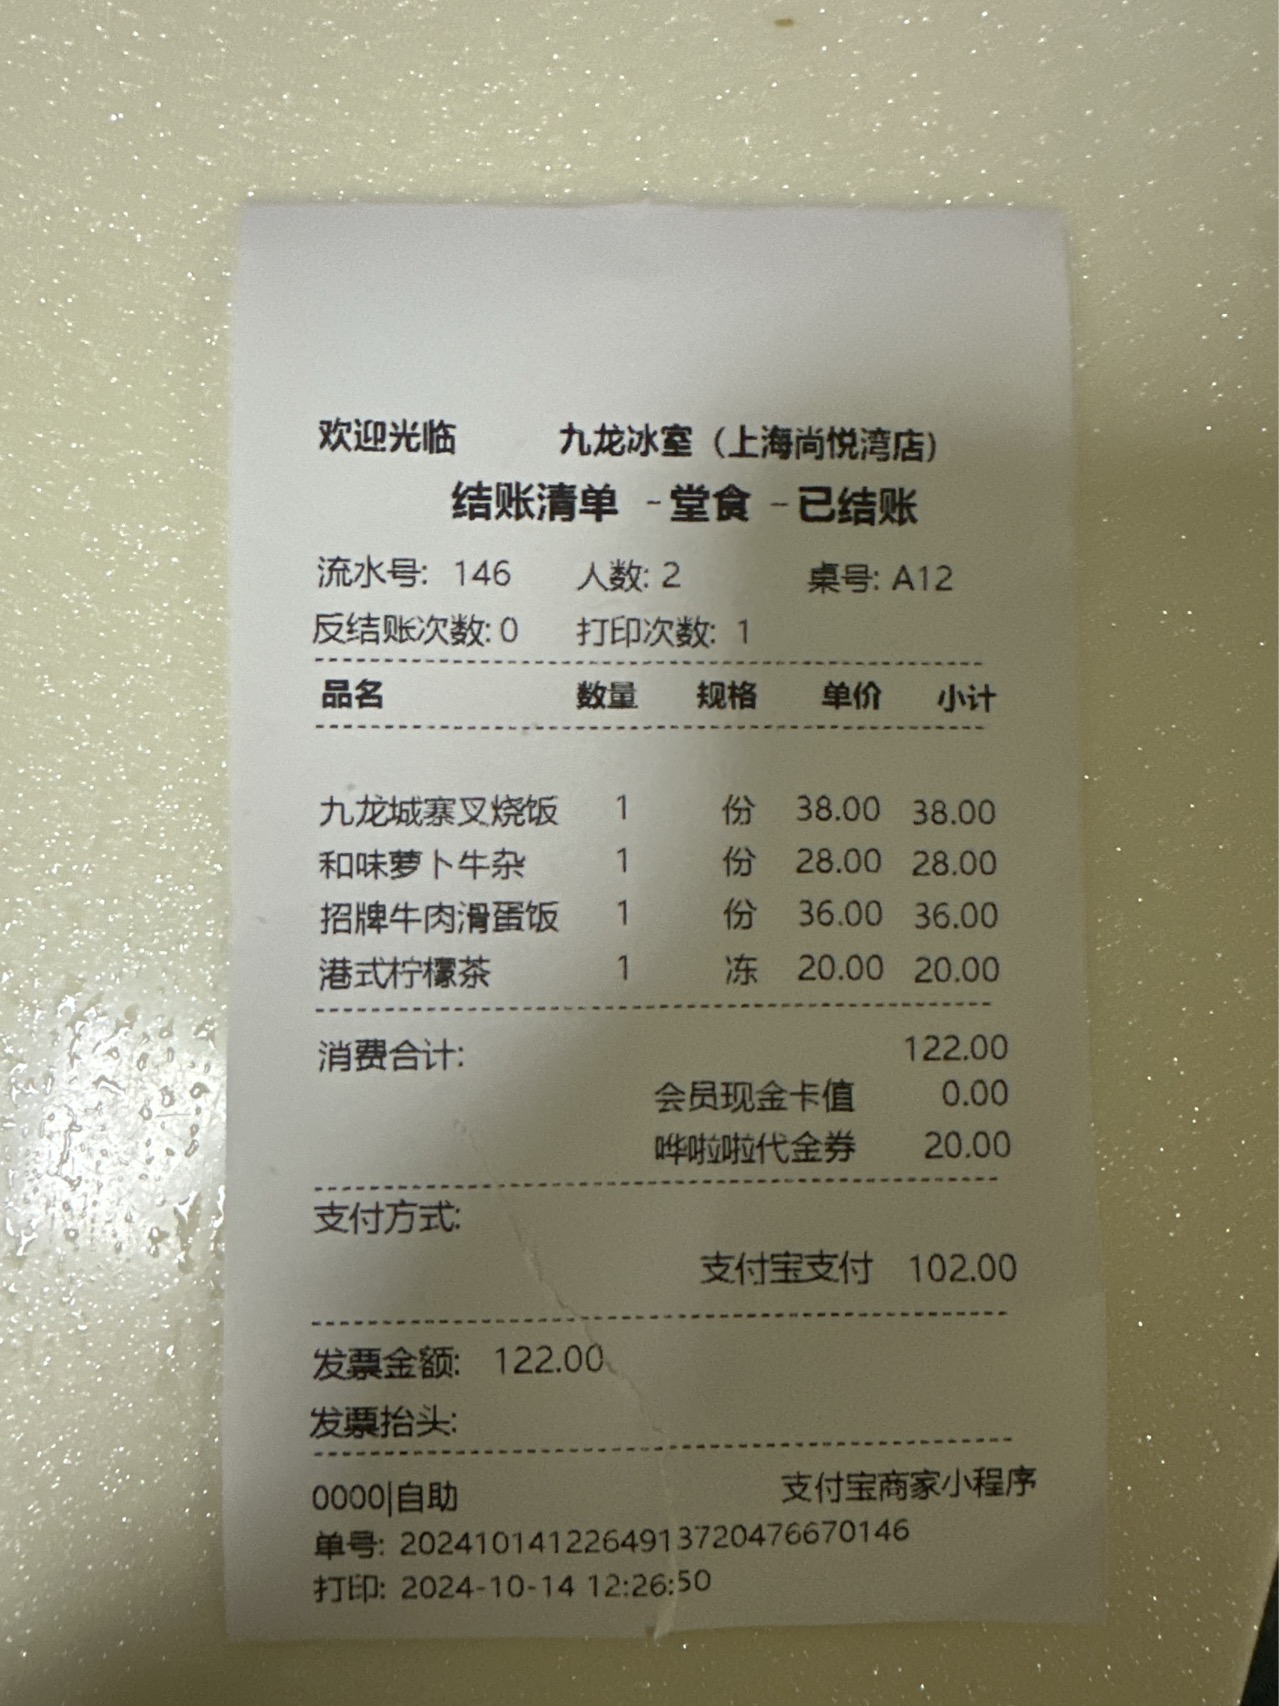 欢迎光临 九龙冰室（上海尚悦湾店）
结账清单 -堂食 -已结账
流水号: 146 人数: 2 桌号: A12
反结账次数: 0 打印次数: 1
品名 数量 规格 单价 小计
九龙城寨叉烧饭 1 份 38.00 38.00
和味萝卜牛杂 1 份 28.00 28.00
招牌牛肉滑蛋饭 1 份 36.00 36.00
港式柠檬茶 1 冻 20.00 20.00
消费合计: 122.00
会员现金卡值 0.00
哗啦啦代金券 20.00
支付方式:
支付宝支付 102.00
发票金额: 122.00
发票抬头:
0000|自助 支付宝商家小程序
单号: 2024101412264913720476670146
打印: 2024-10-14 12:26:50